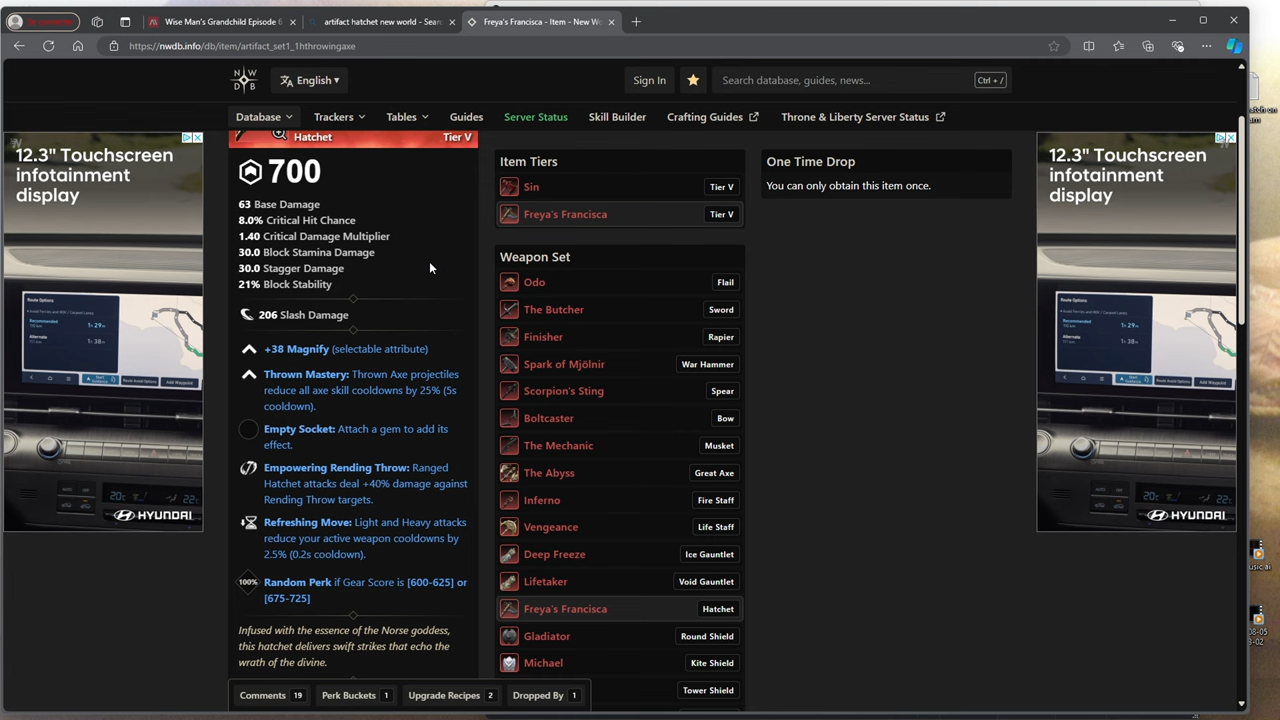 Wise Man's Grandchild Episode 6
artifact hatchet new world - Sear
Freya's Francisca - Item - New Wo
https://nwdb.info/db/item/artifact_set1_1hthrowingaxe
NW
DB
English
Sign In
Search database, guides, news...
Ctrl + /
Database
Trackers
Tables
Guides
Server Status
Skill Builder
Crafting Guides
Throne & Liberty Server Status
12.3" Touchscreen
infotainment
display
HYUNDAI
Hatchet
Tier V
700
63 Base Damage
8.0% Critical Hit Chance
1.40 Critical Damage Multiplier
30.0 Block Stamina Damage
30.0 Stagger Damage
21% Block Stability
206 Slash Damage
+38 Magnify (selectable attribute)
Thrown Mastery: Thrown Axe projectiles
reduce all axe skill cooldowns by 25% (5s
cooldown).
Empty Socket: Attach a gem to add its
effect.
Empowering Rending Throw: Ranged
Hatchet attacks deal +40% damage against
Rending Throw targets.
Refreshing Move: Light and Heavy attacks
reduce your active weapon cooldowns by
2.5% (0.2s cooldown).
100%
Random Perk if Gear Score is [600-625] or
[675-725]
Infused with the essence of the Norse goddess,
this hatchet delivers swift strikes that echo the
wrath of the divine.
Comments 19
Perk Buckets 1
Upgrade Recipes 2
Dropped By 1
Item Tiers
Sin Tier V
Freya's Francisca Tier V
Weapon Set
Odo Flail
The Butcher Sword
Finisher Rapier
Spark of Mjölnir War Hammer
Scorpion's Sting Spear
Boltcaster Bow
The Mechanic Musket
The Abyss Great Axe
Inferno Fire Staff
Vengeance Life Staff
Deep Freeze Ice Gauntlet
Lifetaker Void Gauntlet
Freya's Francisca Hatchet
Gladiator Round Shield
Michael Kite Shield
Tower Shield
One Time Drop
You can only obtain this item once.
12.3" Touchscreen
infotainment
display
HYUNDAI